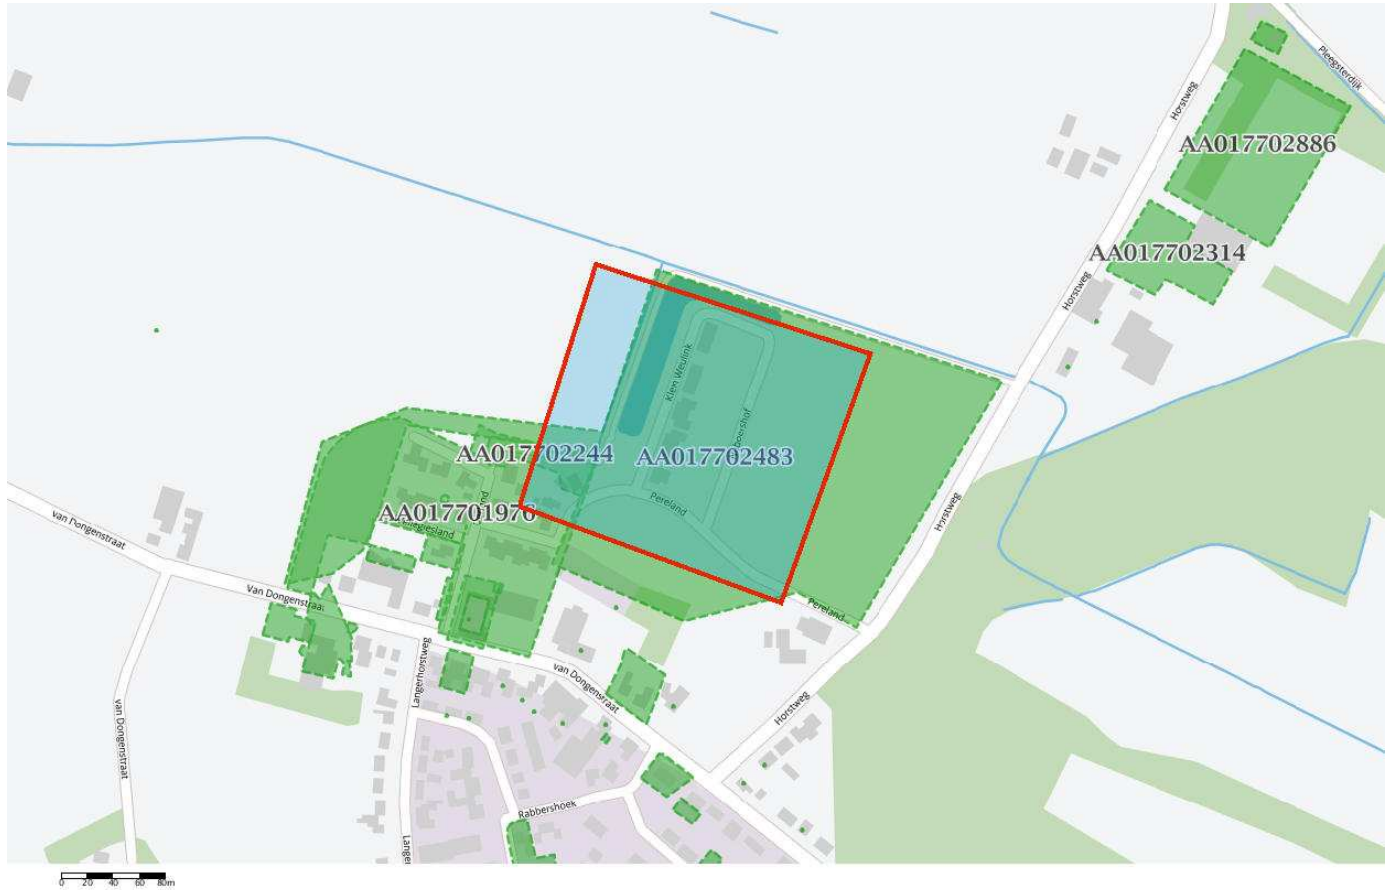 Pleegsterdijk
Horstweg
AA017702886
AA017702314
Horstweg
Klein Weulink
AA017702244
AA017702483
Pereland
AA017701976
Horstweg
van Dongenstraat
Van Dongenstraat
Pereland
Langerhorstweg
van Dongenstraat
van Dongenstraat
Horstweg
Rabbershoek
0 20 40 60 80m